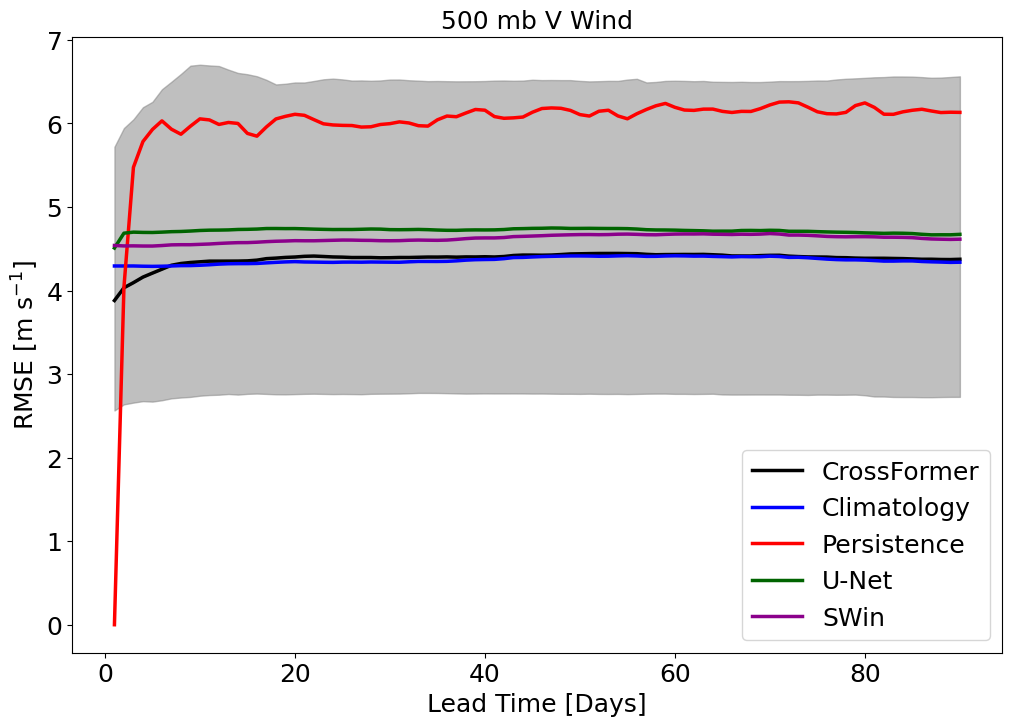 500 mb V Wind
7
6
5
4
3
2
1
0
RMSE [m s⁻¹]
0 20 40 60 80
Lead Time [Days]
CrossFormer
Climatology
Persistence
U-Net
SWin